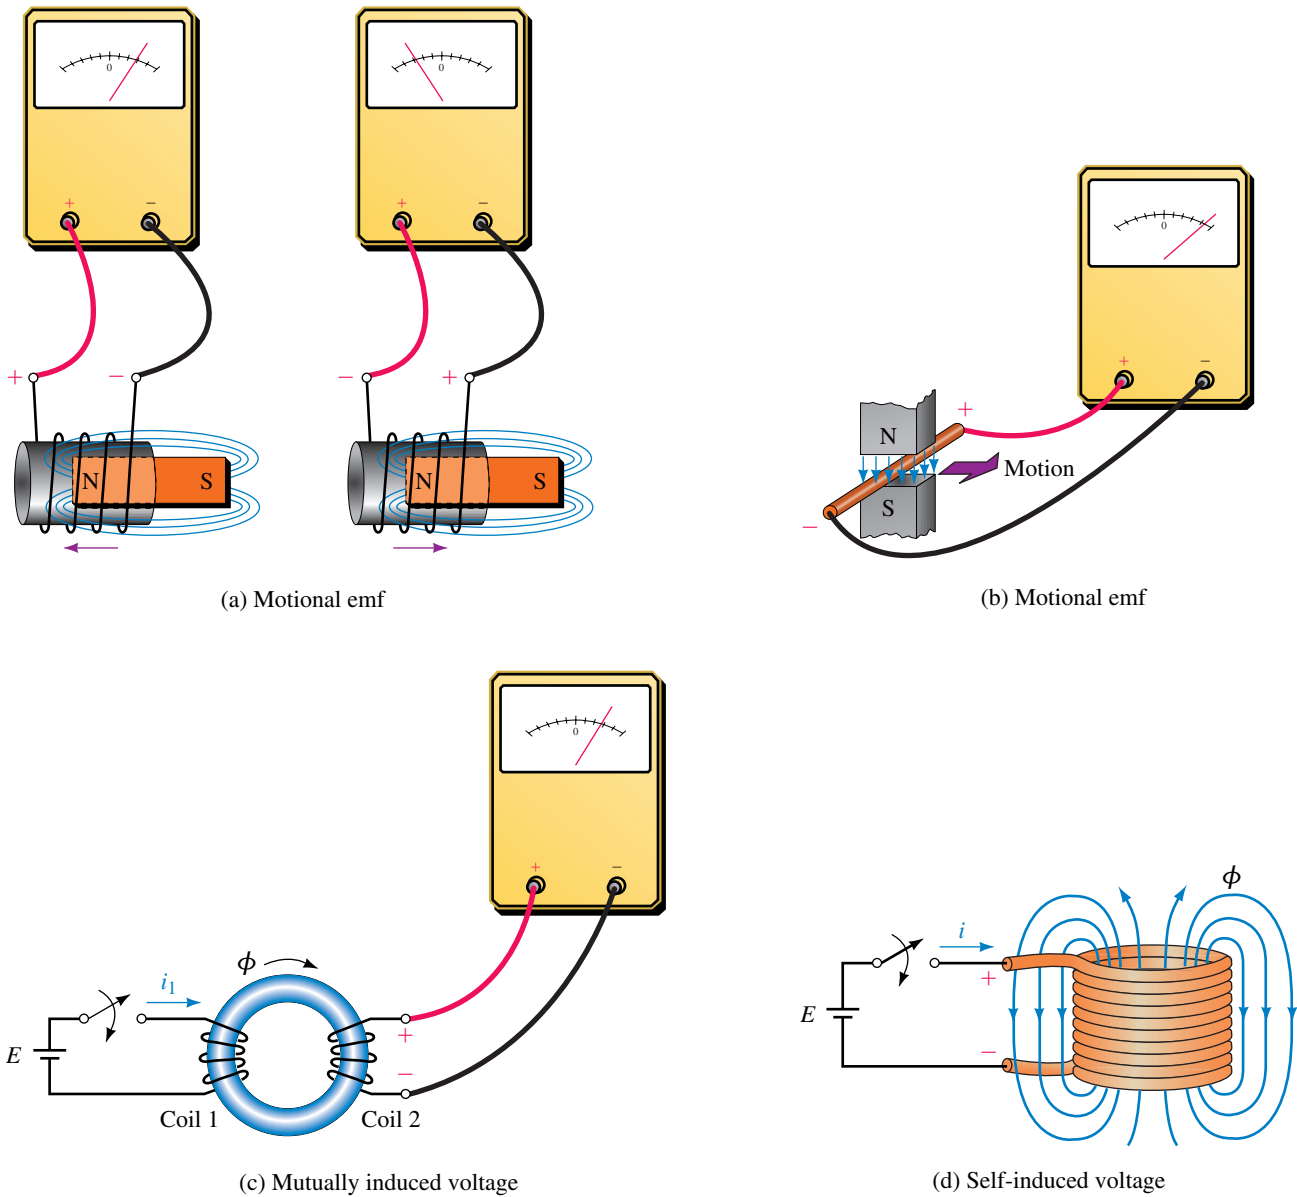 0
0
+ −
+ −
+ −
− +
N S
N S
(a) Motional emf
0
+ −
+
N
Motion
S
−
(b) Motional emf
0
+ −
ϕ
i1
+
E
−
Coil 1 Coil 2
(c) Mutually induced voltage
ϕ
i
+
E
−
(d) Self-induced voltage